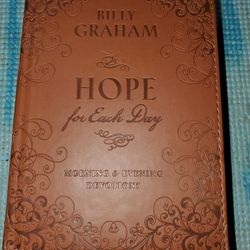 BILLY
GRAHAM
HOPE
for Each Day
MORNING & EVENING
DEVOTIONS